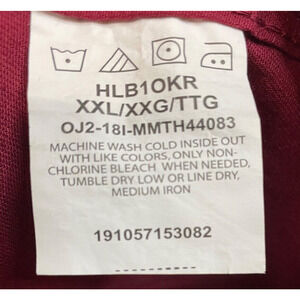 HLB10KR
XXL/XXG/TTG
OJ2-18I-MMTH44083
MACHINE WASH COLD INSIDE OUT
WITH LIKE COLORS, ONLY NON-
CHLORINE BLEACH WHEN NEEDED,
TUMBLE DRY LOW OR LINE DRY,
MEDIUM IRON
191057153082